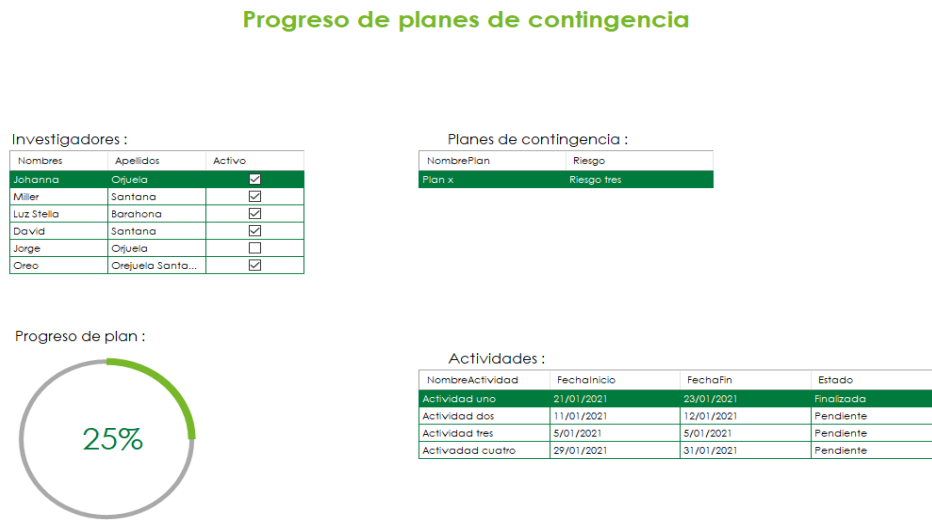 Progreso de planes de contingencia
Investigadores :
Nombres Apellidos Activo
Johanna Orjuela
Miller Santana
Luz Stella Barahona
David Santana
Jorge Orjuela
Oreo Orejuela Santa...
Planes de contingencia :
NombrePlan Riesgo
Plan x Riesgo tres
Progreso de plan :
25%
Actividades :
NombreActividad FechaInicio FechaFin Estado
Actividad uno 21/01/2021 23/01/2021 Finalizada
Actividad dos 11/01/2021 12/01/2021 Pendiente
Actividad tres 5/01/2021 5/01/2021 Pendiente
Activadad cuatro 29/01/2021 31/01/2021 Pendiente